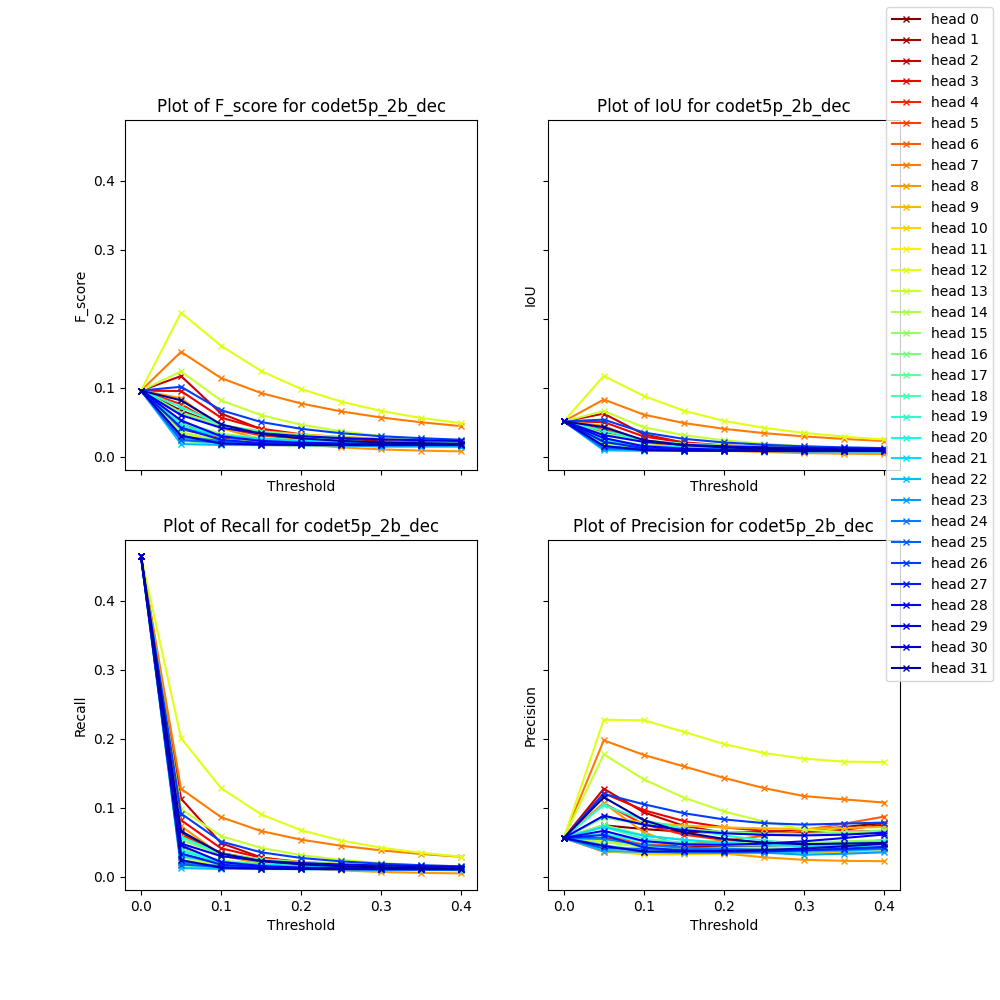 Plot of F_score for codet5p_2b_dec
F_score
0.4
0.3
0.2
0.1
0.0
Threshold
Plot of IoU for codet5p_2b_dec
IoU
Threshold
Plot of Recall for codet5p_2b_dec
Recall
0.4
0.3
0.2
0.1
0.0
0.0 0.1 0.2 0.3 0.4
Threshold
Plot of Precision for codet5p_2b_dec
Precision
0.0 0.1 0.2 0.3 0.4
Threshold
head 0
head 1
head 2
head 3
head 4
head 5
head 6
head 7
head 8
head 9
head 10
head 11
head 12
head 13
head 14
head 15
head 16
head 17
head 18
head 19
head 20
head 21
head 22
head 23
head 24
head 25
head 26
head 27
head 28
head 29
head 30
head 31